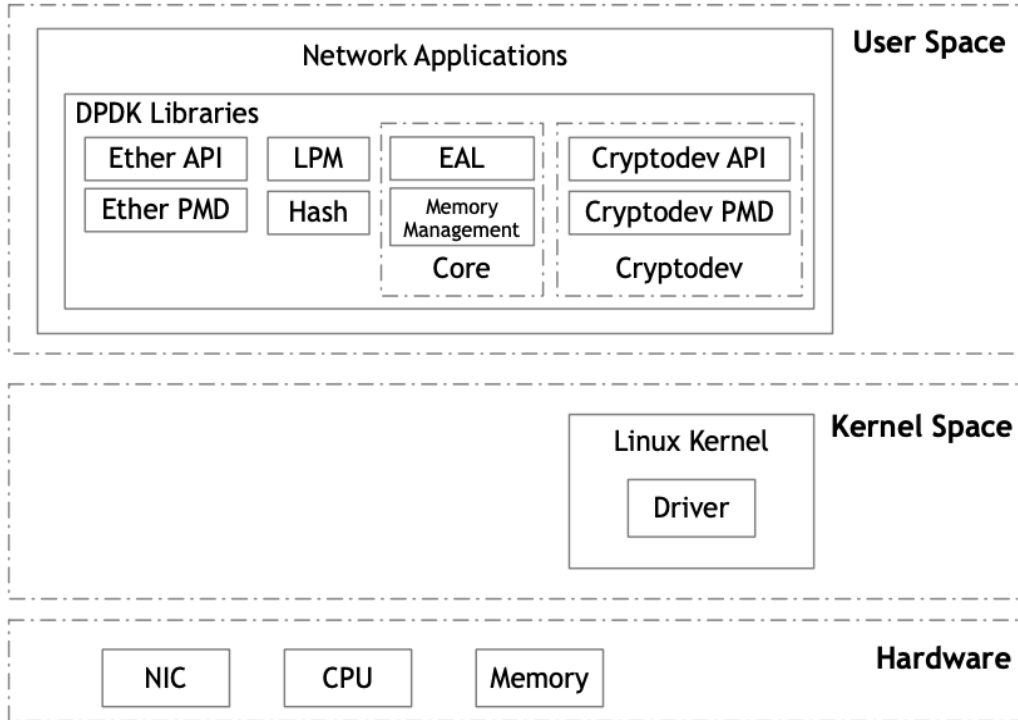 User Space
Network Applications
DPDK Libraries
Ether API
LPM
EAL
Cryptodev API
Ether PMD
Hash
Memory
Management
Cryptodev PMD
Core
Cryptodev
Kernel Space
Linux Kernel
Driver
Hardware
NIC
CPU
Memory